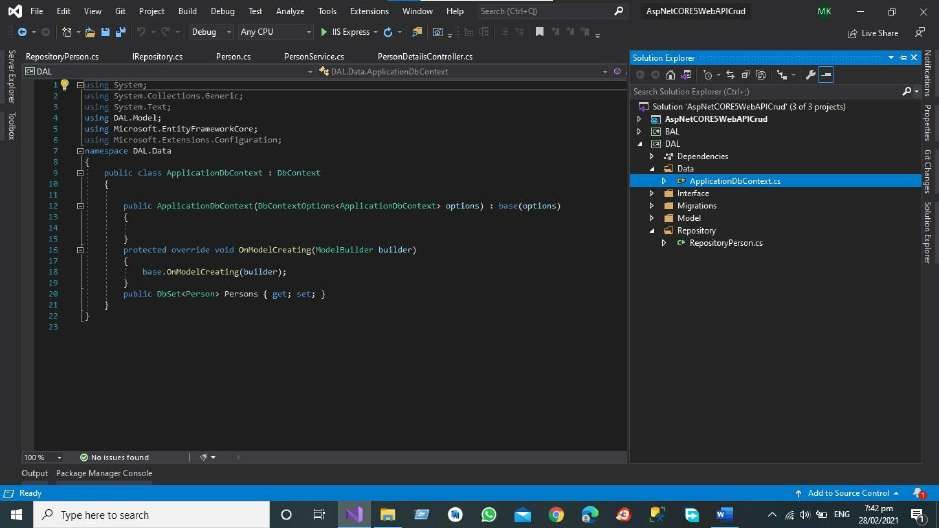 File Edit View Git Project Build Debug Test Analyze Tools Extensions Window Help Search (Ctrl+Q) AspNetCORE5WebAPICrud MK
Debug Any CPU IIS Express Live Share
RepositoryPerson.cs IRepository.cs Person.cs PersonService.cs PersonDetailsController.cs
DAL DAL.Data.ApplicationDbContext
1 using System;
2 using System.Collections.Generic;
3 using System.Text;
4 using DAL.Model;
5 using Microsoft.EntityFrameworkCore;
6 using Microsoft.Extensions.Configuration;
7 namespace DAL.Data
8 {
9 public class ApplicationDbContext : DbContext
10 {
11
12 public ApplicationDbContext(DbContextOptions<ApplicationDbContext> options) : base(options)
13 {
14
15 }
16 protected override void OnModelCreating(ModelBuilder builder)
17 {
18 base.OnModelCreating(builder);
19 }
20 public DbSet<Person> Persons { get; set; }
21 }
22 }
23
100 % No issues found
Output Package Manager Console
Server Explorer
Toolbox
Solution Explorer
Search Solution Explorer (Ctrl+;)
Solution 'AspNetCORE5WebAPICrud' (3 of 3 projects)
AspNetCORE5WebAPICrud
BAL
DAL
Dependencies
Data
ApplicationDbContext.cs
Interface
Migrations
Model
Repository
RepositoryPerson.cs
Notifications
Properties
Git Changes
Solution Explorer
Ready Add to Source Control 1
Type here to search ENG 7:42 pm
28/02/2021 1